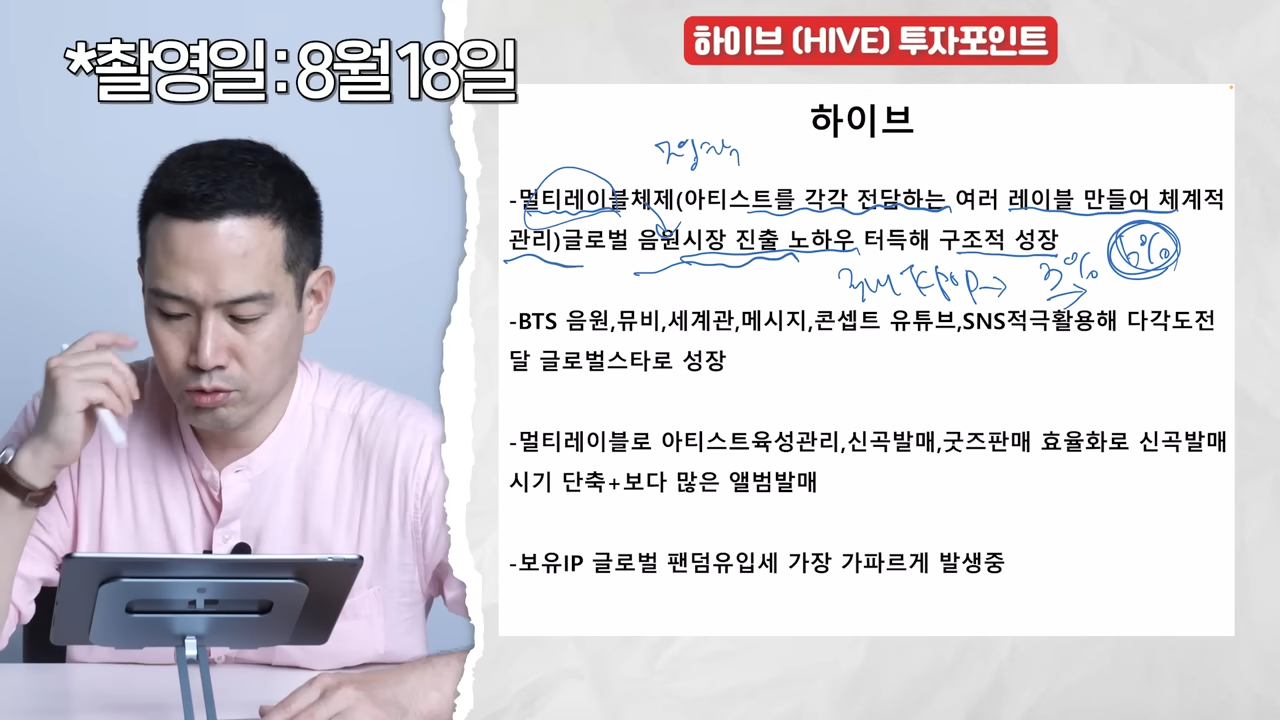 *촬영일 : 8월 18일
하이브 (HIVE) 투자포인트
하이브
-멀티레이블체제(아티스트를 각각 전담하는 여러 레이블 만들어 체계적
관리)글로벌 음원시장 진출 노하우 터득해 구조적 성장
kpop → 3%
-BTS 음원,뮤비,세계관,메시지,콘셉트 유튜브,SNS적극활용해 다각도전
달 글로벌스타로 성장
-멀티레이블로 아티스트육성관리,신곡발매,굿즈판매 효율화로 신곡발매
시기 단축+보다 많은 앨범발매
-보유IP 글로벌 팬덤유입세 가장 가파르게 발생중